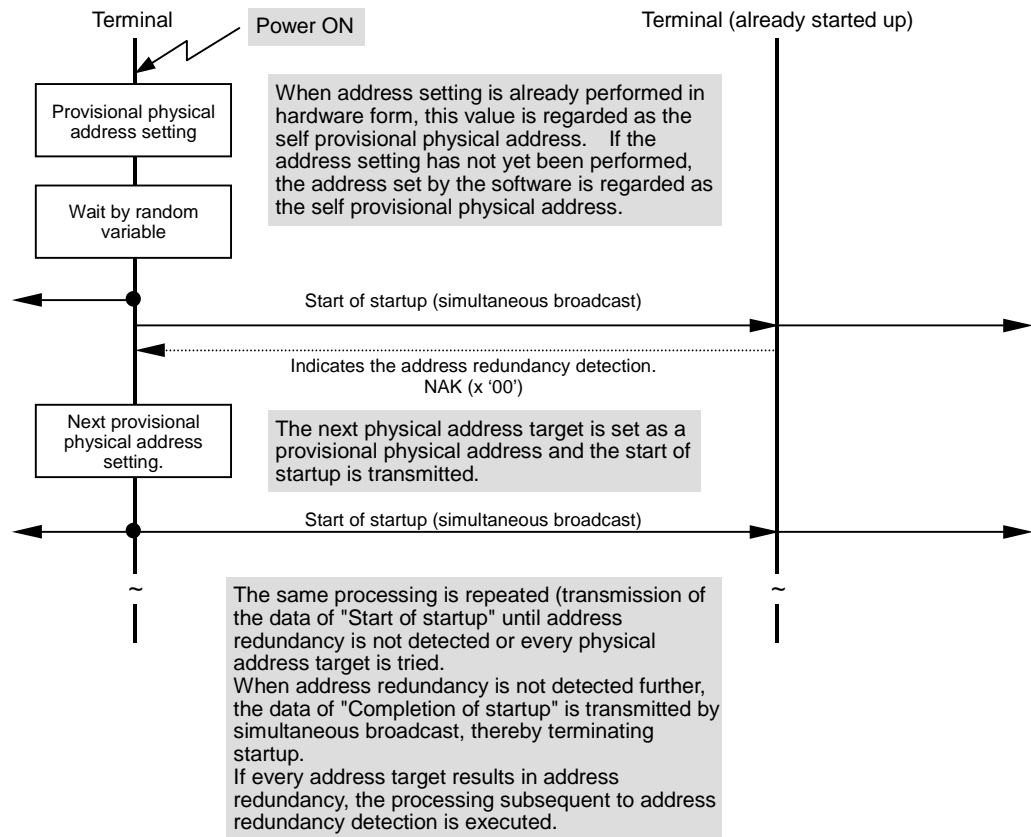 Terminal
Terminal (already started up)
Power ON
Provisional physical
address setting
When address setting is already performed in
hardware form, this value is regarded as the
self provisional physical address. If the
address setting has not yet been performed,
the address set by the software is regarded as
the self provisional physical address.
Wait by random
variable
Start of startup (simultaneous broadcast)
Indicates the address redundancy detection.
NAK (x ‘00’)
Next provisional
physical address
setting.
The next physical address target is set as a
provisional physical address and the start of
startup is transmitted.
Start of startup (simultaneous broadcast)
~
~
The same processing is repeated (transmission of
the data of "Start of startup" until address
redundancy is not detected or every physical
address target is tried.
When address redundancy is not detected further,
the data of "Completion of startup" is transmitted by
simultaneous broadcast, thereby terminating
startup.
If every address target results in address
redundancy, the processing subsequent to address
redundancy detection is executed.